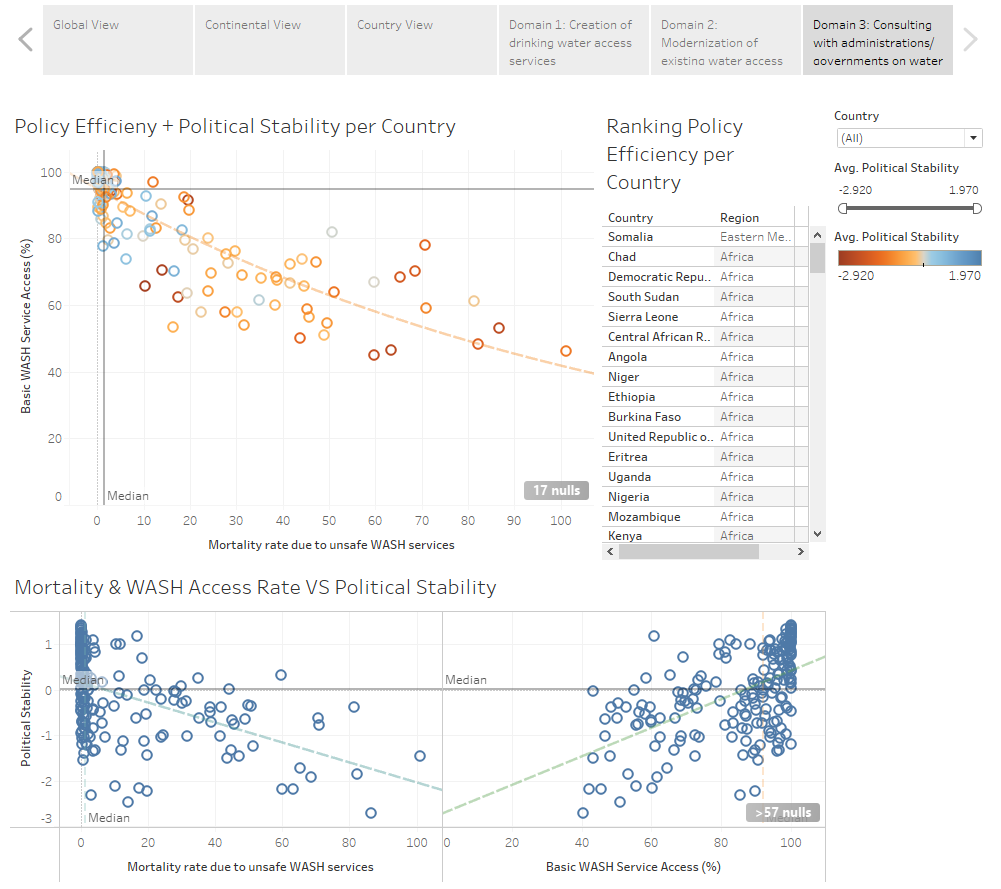 Global View
Continental View
Country View
Domain 1: Creation of
drinking water access
services
Domain 2:
Modernization of
existing water access
Domain 3: Consulting
with administrations/
governments on water
Policy Efficieny + Political Stability per Country
Basic WASH Service Access (%)
100
80
60
40
20
0
Median
Median
17 nulls
0 10 20 30 40 50 60 70 80 90 100
Mortality rate due to unsafe WASH services
Ranking Policy
Efficiency per
Country
Country Region
Somalia Eastern Me..
Chad Africa
Democratic Repu.. Africa
South Sudan Africa
Sierra Leone Africa
Central African R.. Africa
Angola Africa
Niger Africa
Ethiopia Africa
Burkina Faso Africa
United Republic o.. Africa
Eritrea Africa
Uganda Africa
Nigeria Africa
Mozambique Africa
Kenya Africa
Country
(All)
Avg. Political Stability
-2.920 1.970
Avg. Political Stability
-2.920 1.970
Mortality & WASH Access Rate VS Political Stability
Political Stability
1
0
-1
-2
-3
Median
Median
Median
Median
>57 nulls
0 20 40 60 80 100
0 20 40 60 80 100
Mortality rate due to unsafe WASH services
Basic WASH Service Access (%)